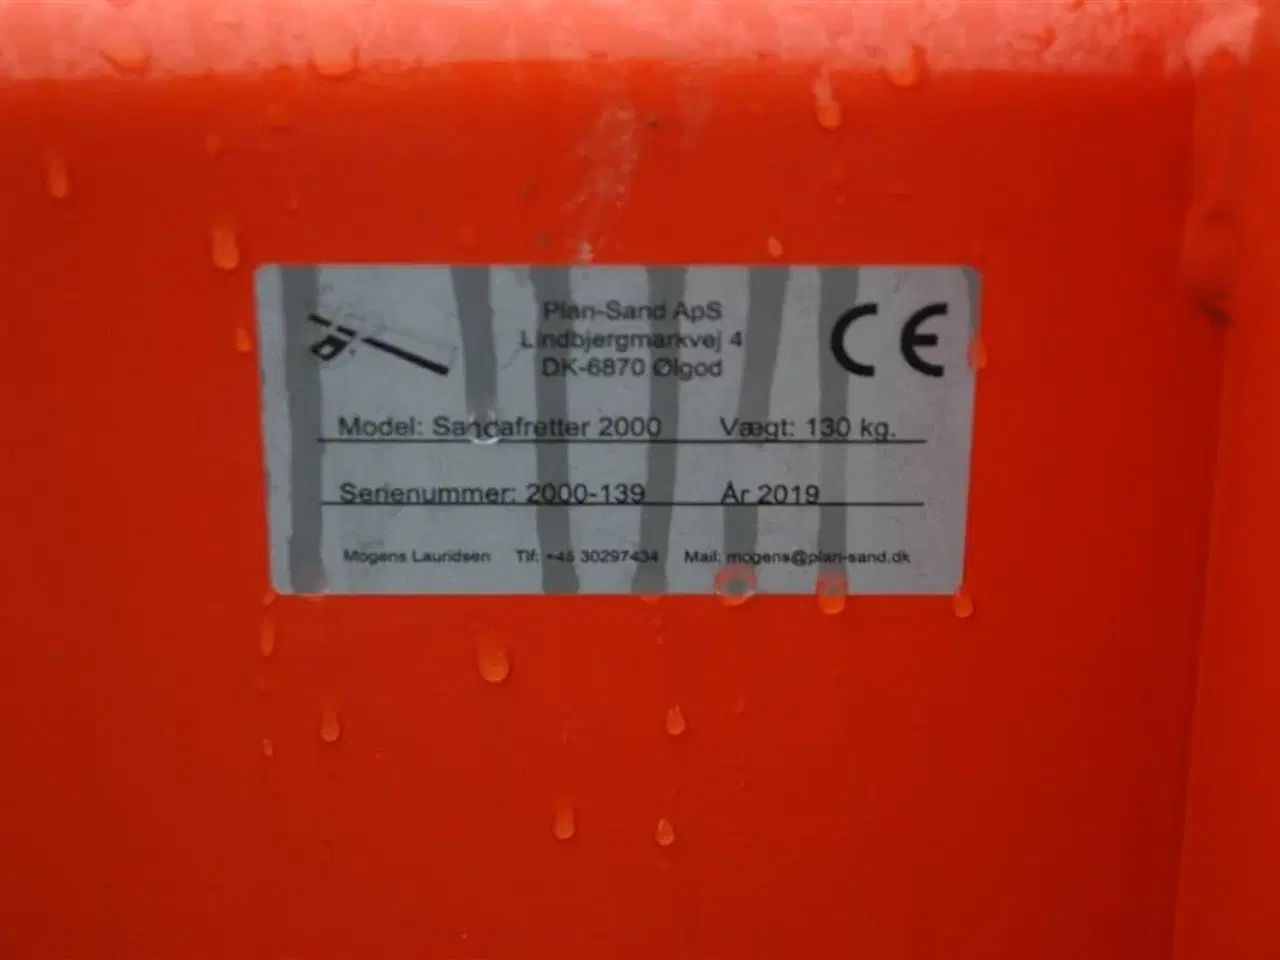 Plan-Sand ApS
Lindbjergmarkvej 4
DK-6870 Ølgod
CE
Model: Sandafretter 2000 Vægt: 130 kg.
Serienummer: 2000-139 År 2019
Mogens Lauridsen Tlf: +45 30297434 Mail: mogens@plan-sand.dk